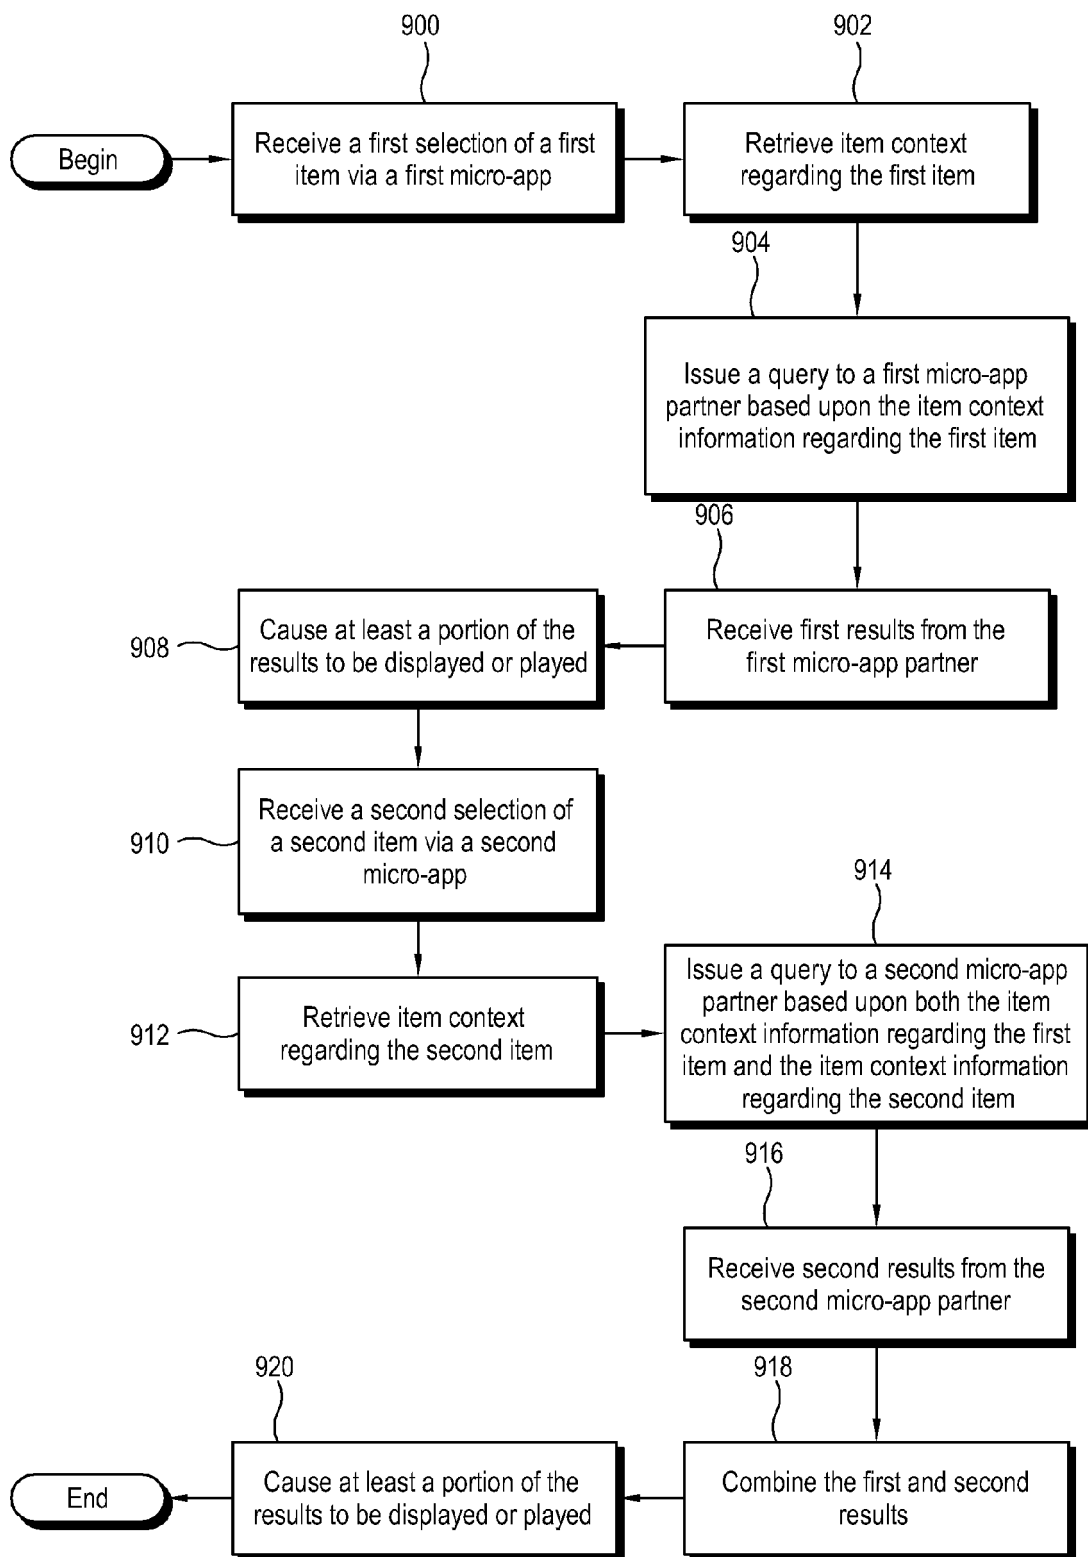 900
902
Begin
Receive a first selection of a first
item via a first micro-app
Retrieve item context
regarding the first item
904
Issue a query to a first micro-app
partner based upon the item context
information regarding the first item
906
908
Cause at least a portion of the
results to be displayed or played
Receive first results from the
first micro-app partner
910
Receive a second selection of
a second item via a second
micro-app
914
912
Retrieve item context
regarding the second item
Issue a query to a second micro-app
partner based upon both the item
context information regarding the first
item and the item context information
regarding the second item
916
Receive second results from the
second micro-app partner
920
918
End
Cause at least a portion of the
results to be displayed or played
Combine the first and second
results